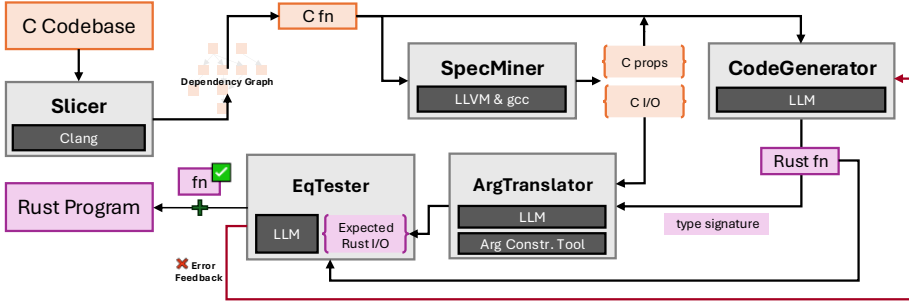 C Codebase
Slicer
Clang
Dependency Graph
C fn
SpecMiner
LLVM & gcc
C props
C I/O
CodeGenerator
LLM
Rust fn
type signature
ArgTranslator
LLM
Arg Constr. Tool
EqTester
LLM
Expected
Rust I/O
fn
Rust Program
Error
Feedback